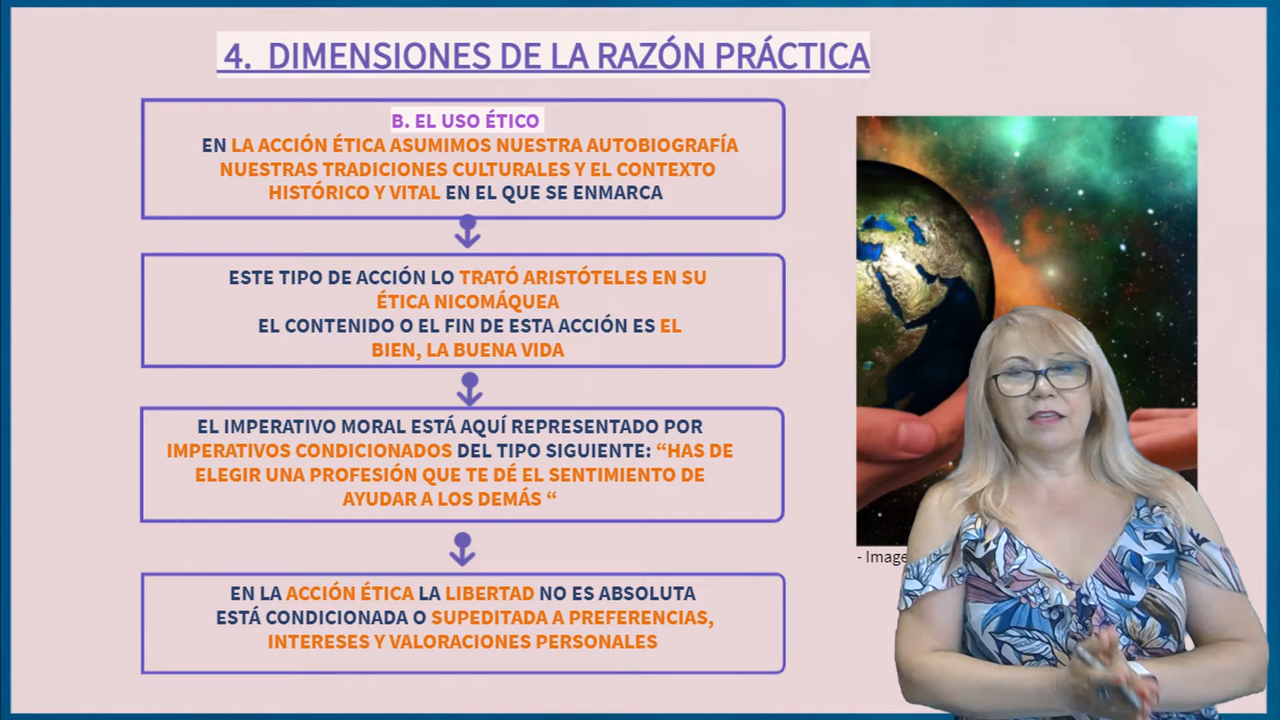 4. DIMENSIONES DE LA RAZÓN PRÁCTICA
B. EL USO ÉTICO
EN LA ACCIÓN ÉTICA ASUMIMOS NUESTRA AUTOBIOGRAFÍA
NUESTRAS TRADICIONES CULTURALES Y EL CONTEXTO
HISTÓRICO Y VITAL EN EL QUE SE ENMARCA
ESTE TIPO DE ACCIÓN LO TRATÓ ARISTÓTELES EN SU
ÉTICA NICOMÁQUEA
EL CONTENIDO O EL FIN DE ESTA ACCIÓN ES EL
BIEN, LA BUENA VIDA
EL IMPERATIVO MORAL ESTÁ AQUÍ REPRESENTADO POR
IMPERATIVOS CONDICIONADOS DEL TIPO SIGUIENTE: “HAS DE
ELEGIR UNA PROFESIÓN QUE TE DÉ EL SENTIMIENTO DE
AYUDAR A LOS DEMÁS “
EN LA ACCIÓN ÉTICA LA LIBERTAD NO ES ABSOLUTA
ESTÁ CONDICIONADA O SUPEDITADA A PREFERENCIAS,
INTERESES Y VALORACIONES PERSONALES